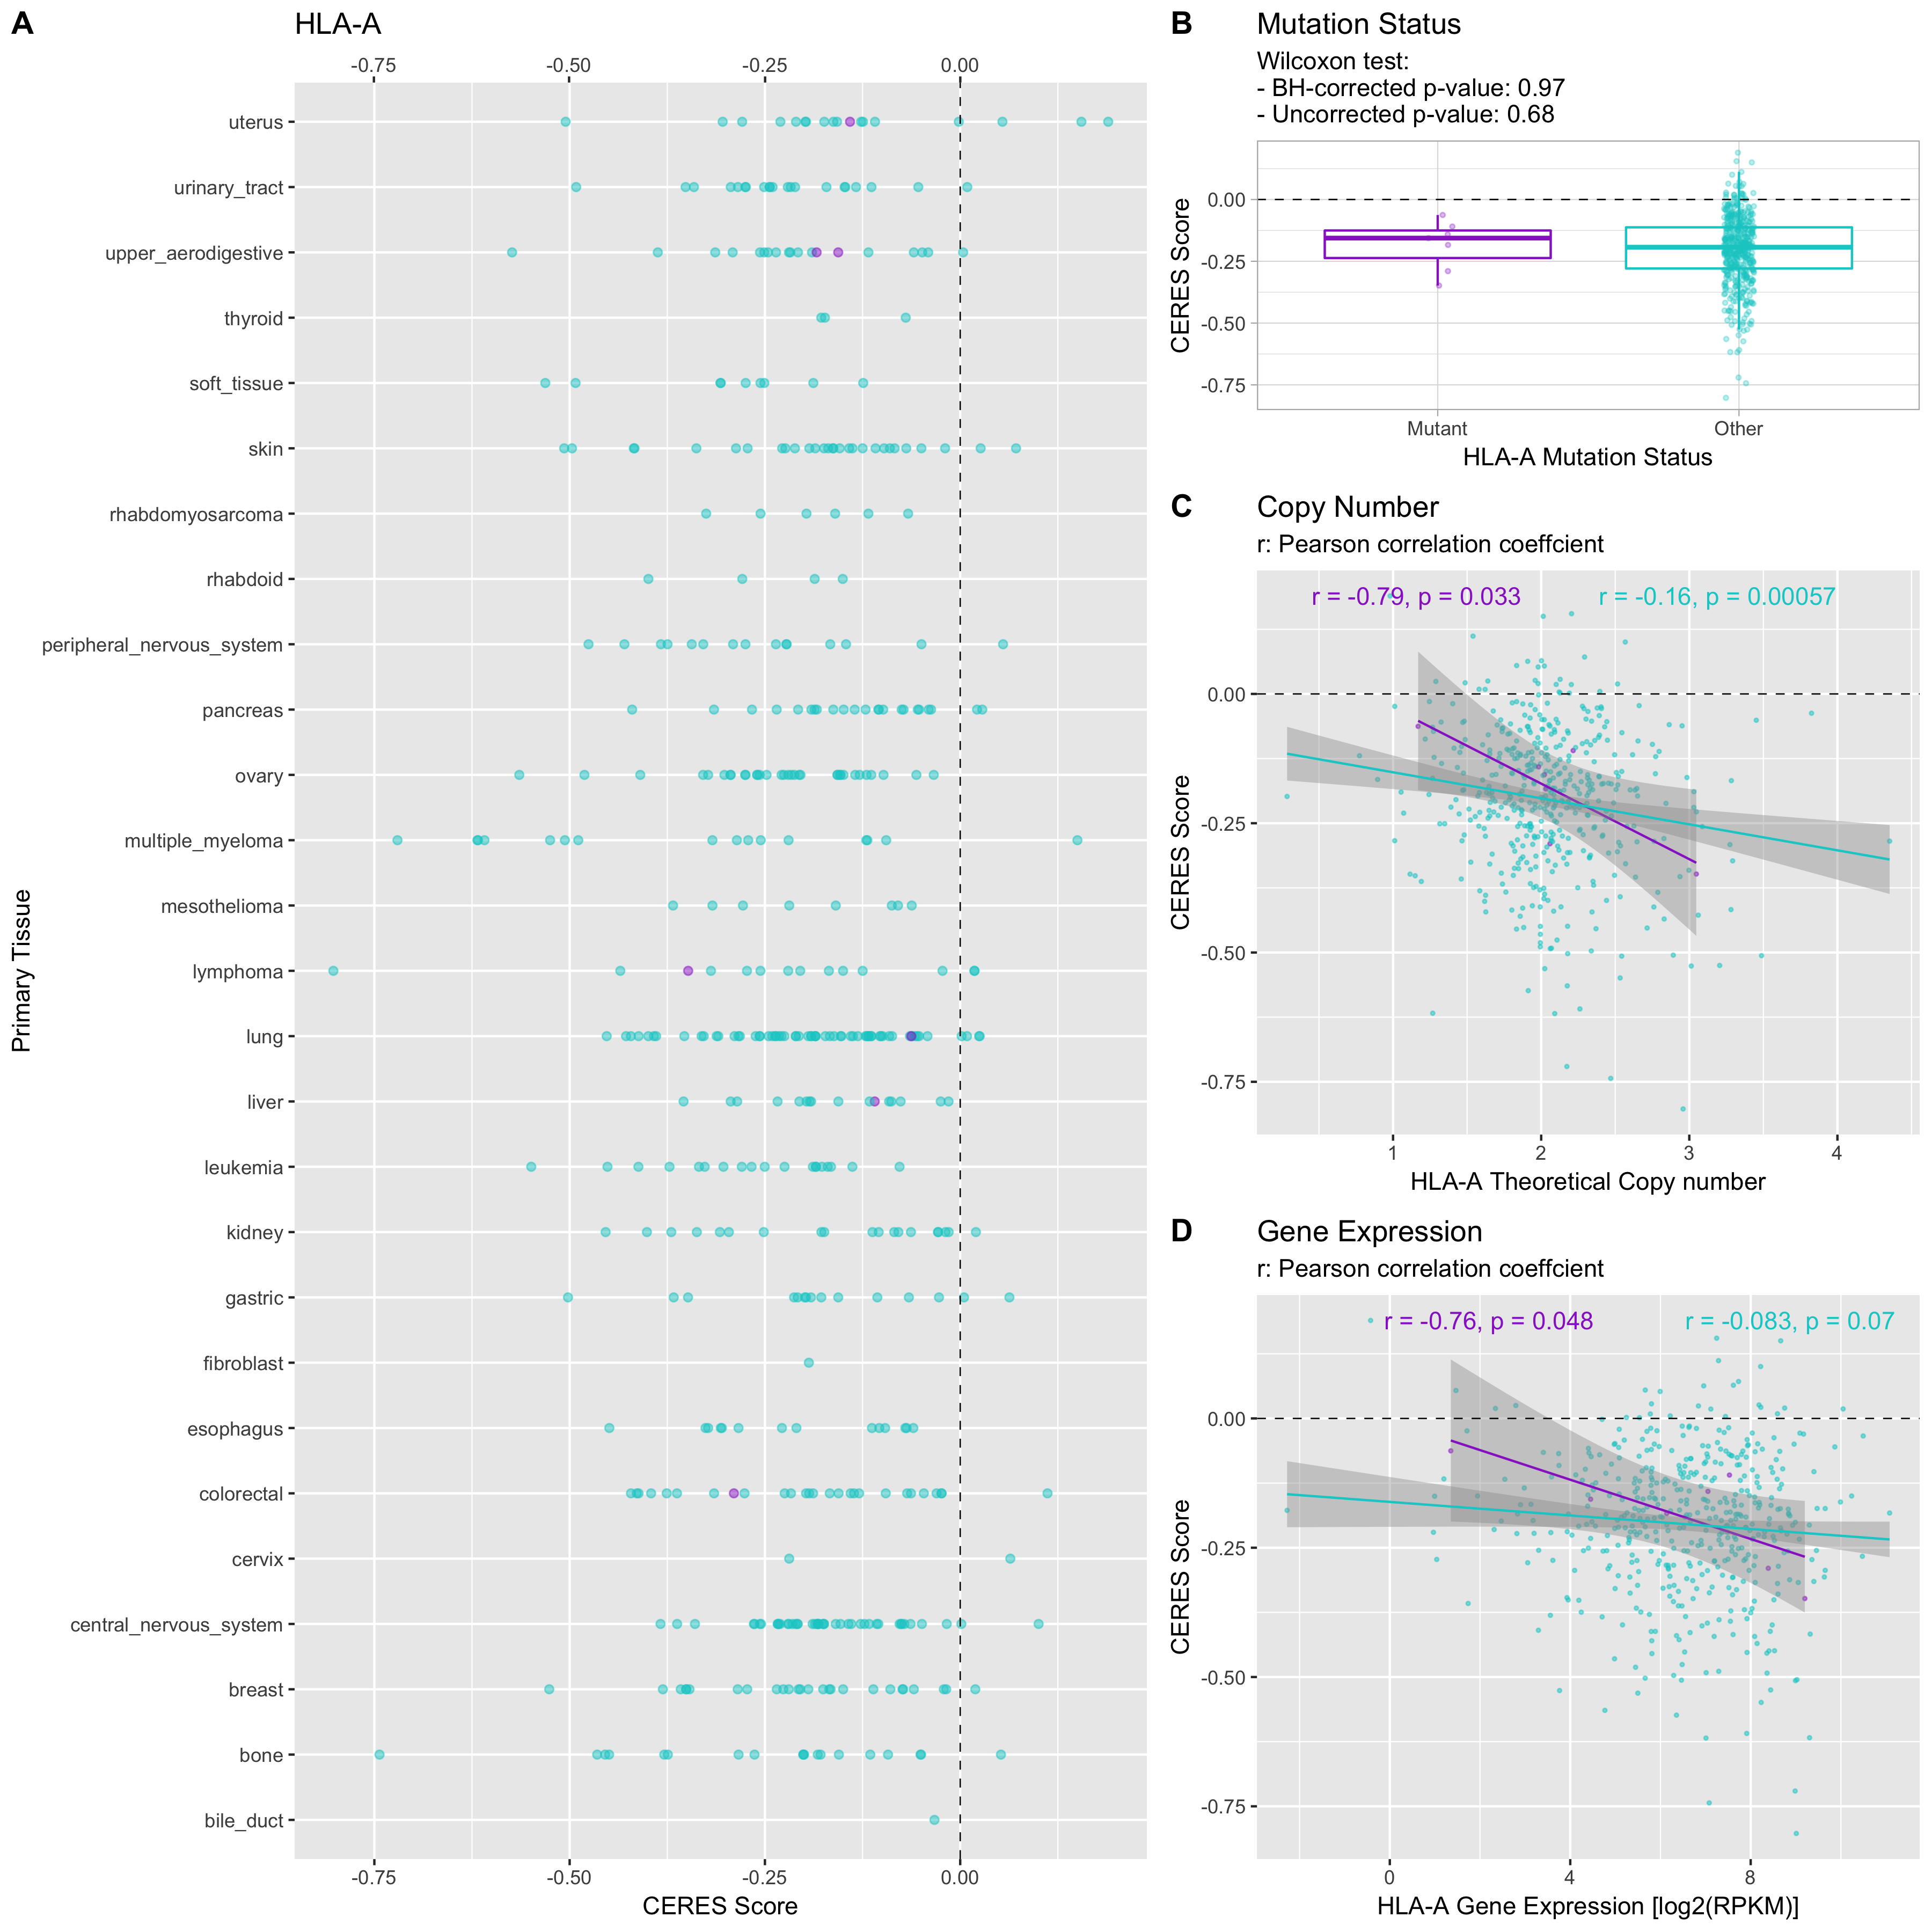 A
HLA-A
-0.75
-0.50
-0.25
0.00
uterus
urinary_tract
upper_aerodigestive
thyroid
soft_tissue
skin
rhabdomyosarcoma
rhabdoid
peripheral_nervous_system
pancreas
ovary
multiple_myeloma
mesothelioma
lymphoma
lung
liver
leukemia
kidney
gastric
fibroblast
esophagus
colorectal
cervix
central_nervous_system
breast
bone
bile_duct
Primary Tissue
-0.75
-0.50
-0.25
0.00
CERES Score
B
Mutation Status
Wilcoxon test:
- BH-corrected p-value: 0.97
- Uncorrected p-value: 0.68
CERES Score
0.00
-0.25
-0.50
-0.75
Mutant
Other
HLA-A Mutation Status
C
Copy Number
r: Pearson correlation coeffcient
r = -0.79, p = 0.033
r = -0.16, p = 0.00057
CERES Score
0.00
-0.25
-0.50
-0.75
1
2
3
4
HLA-A Theoretical Copy number
D
Gene Expression
r: Pearson correlation coeffcient
r = -0.76, p = 0.048
r = -0.083, p = 0.07
CERES Score
0.00
-0.25
-0.50
-0.75
0
4
8
HLA-A Gene Expression [log2(RPKM)]